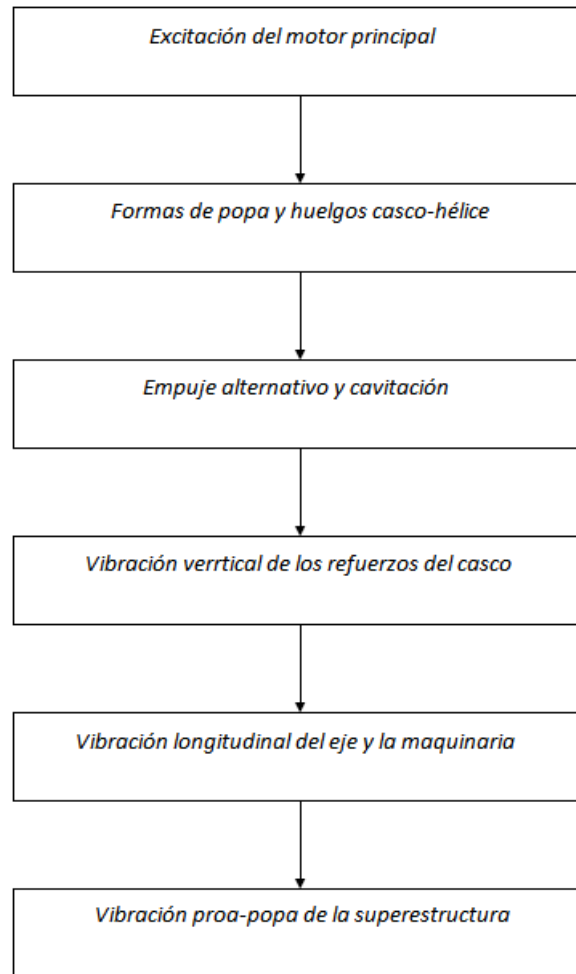 Excitación del motor principal
Formas de popa y huelgos casco-hélice
Empuje alternativo y cavitación
Vibración verrtical de los refuerzos del casco
Vibración longitudinal del eje y la maquinaria
Vibración proa-popa de la superestructura